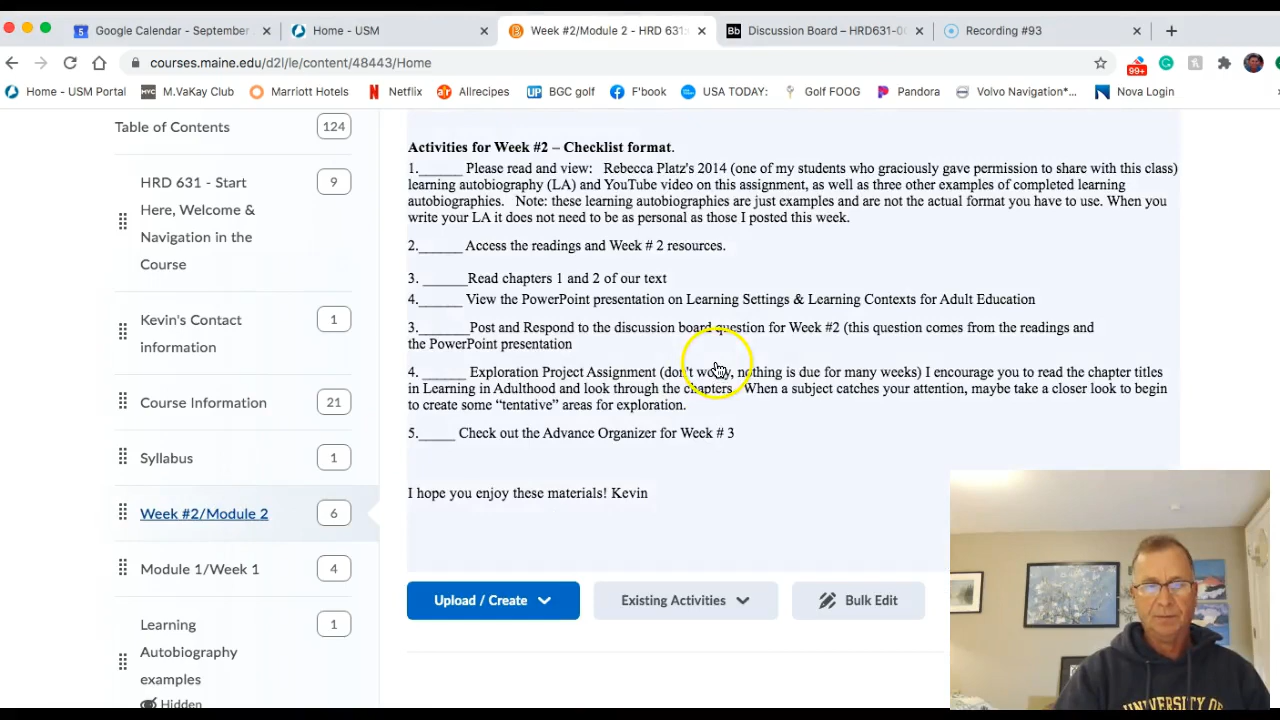 Google Calendar - September
Home - USM
Week #2/Module 2 - HRD 631:
Discussion Board – HRD631-0
Recording #93
courses.maine.edu/d2l/le/content/48443/Home
99+
Home - USM Portal
MYC M.VaKay Club
Marriott Hotels
Netflix
Allrecipes
UP BGC golf
F'book
USA TODAY:
Golf FOOG
Pandora
Volvo Navigation*...
Nova Login
Table of Contents 124
HRD 631 - Start 9
Here, Welcome &
Navigation in the
Course
Kevin's Contact 1
information
Course Information 21
Syllabus 1
Week #2/Module 2 6
Module 1/Week 1 4
Learning 1
Autobiography
examples
Hidden
Activities for Week #2 – Checklist format.
1.______ Please read and view: Rebecca Platz's 2014 (one of my students who graciously gave permission to share with this class)
learning autobiography (LA) and YouTube video on this assignment, as well as three other examples of completed learning
autobiographies. Note: these learning autobiographies are just examples and are not the actual format you have to use. When you
write your LA it does not need to be as personal as those I posted this week.
2.______ Access the readings and Week # 2 resources.
3. ______Read chapters 1 and 2 of our text
4.______ View the PowerPoint presentation on Learning Settings & Learning Contexts for Adult Education
3._______Post and Respond to the discussion board question for Week #2 (this question comes from the readings and
the PowerPoint presentation
4. ______ Exploration Project Assignment (don't worry, nothing is due for many weeks) I encourage you to read the chapter titles
in Learning in Adulthood and look through the chapters. When a subject catches your attention, maybe take a closer look to begin
to create some “tentative” areas for exploration.
5._____ Check out the Advance Organizer for Week # 3
I hope you enjoy these materials! Kevin
Upload / Create
Existing Activities
Bulk Edit
UNIVERSITY OF